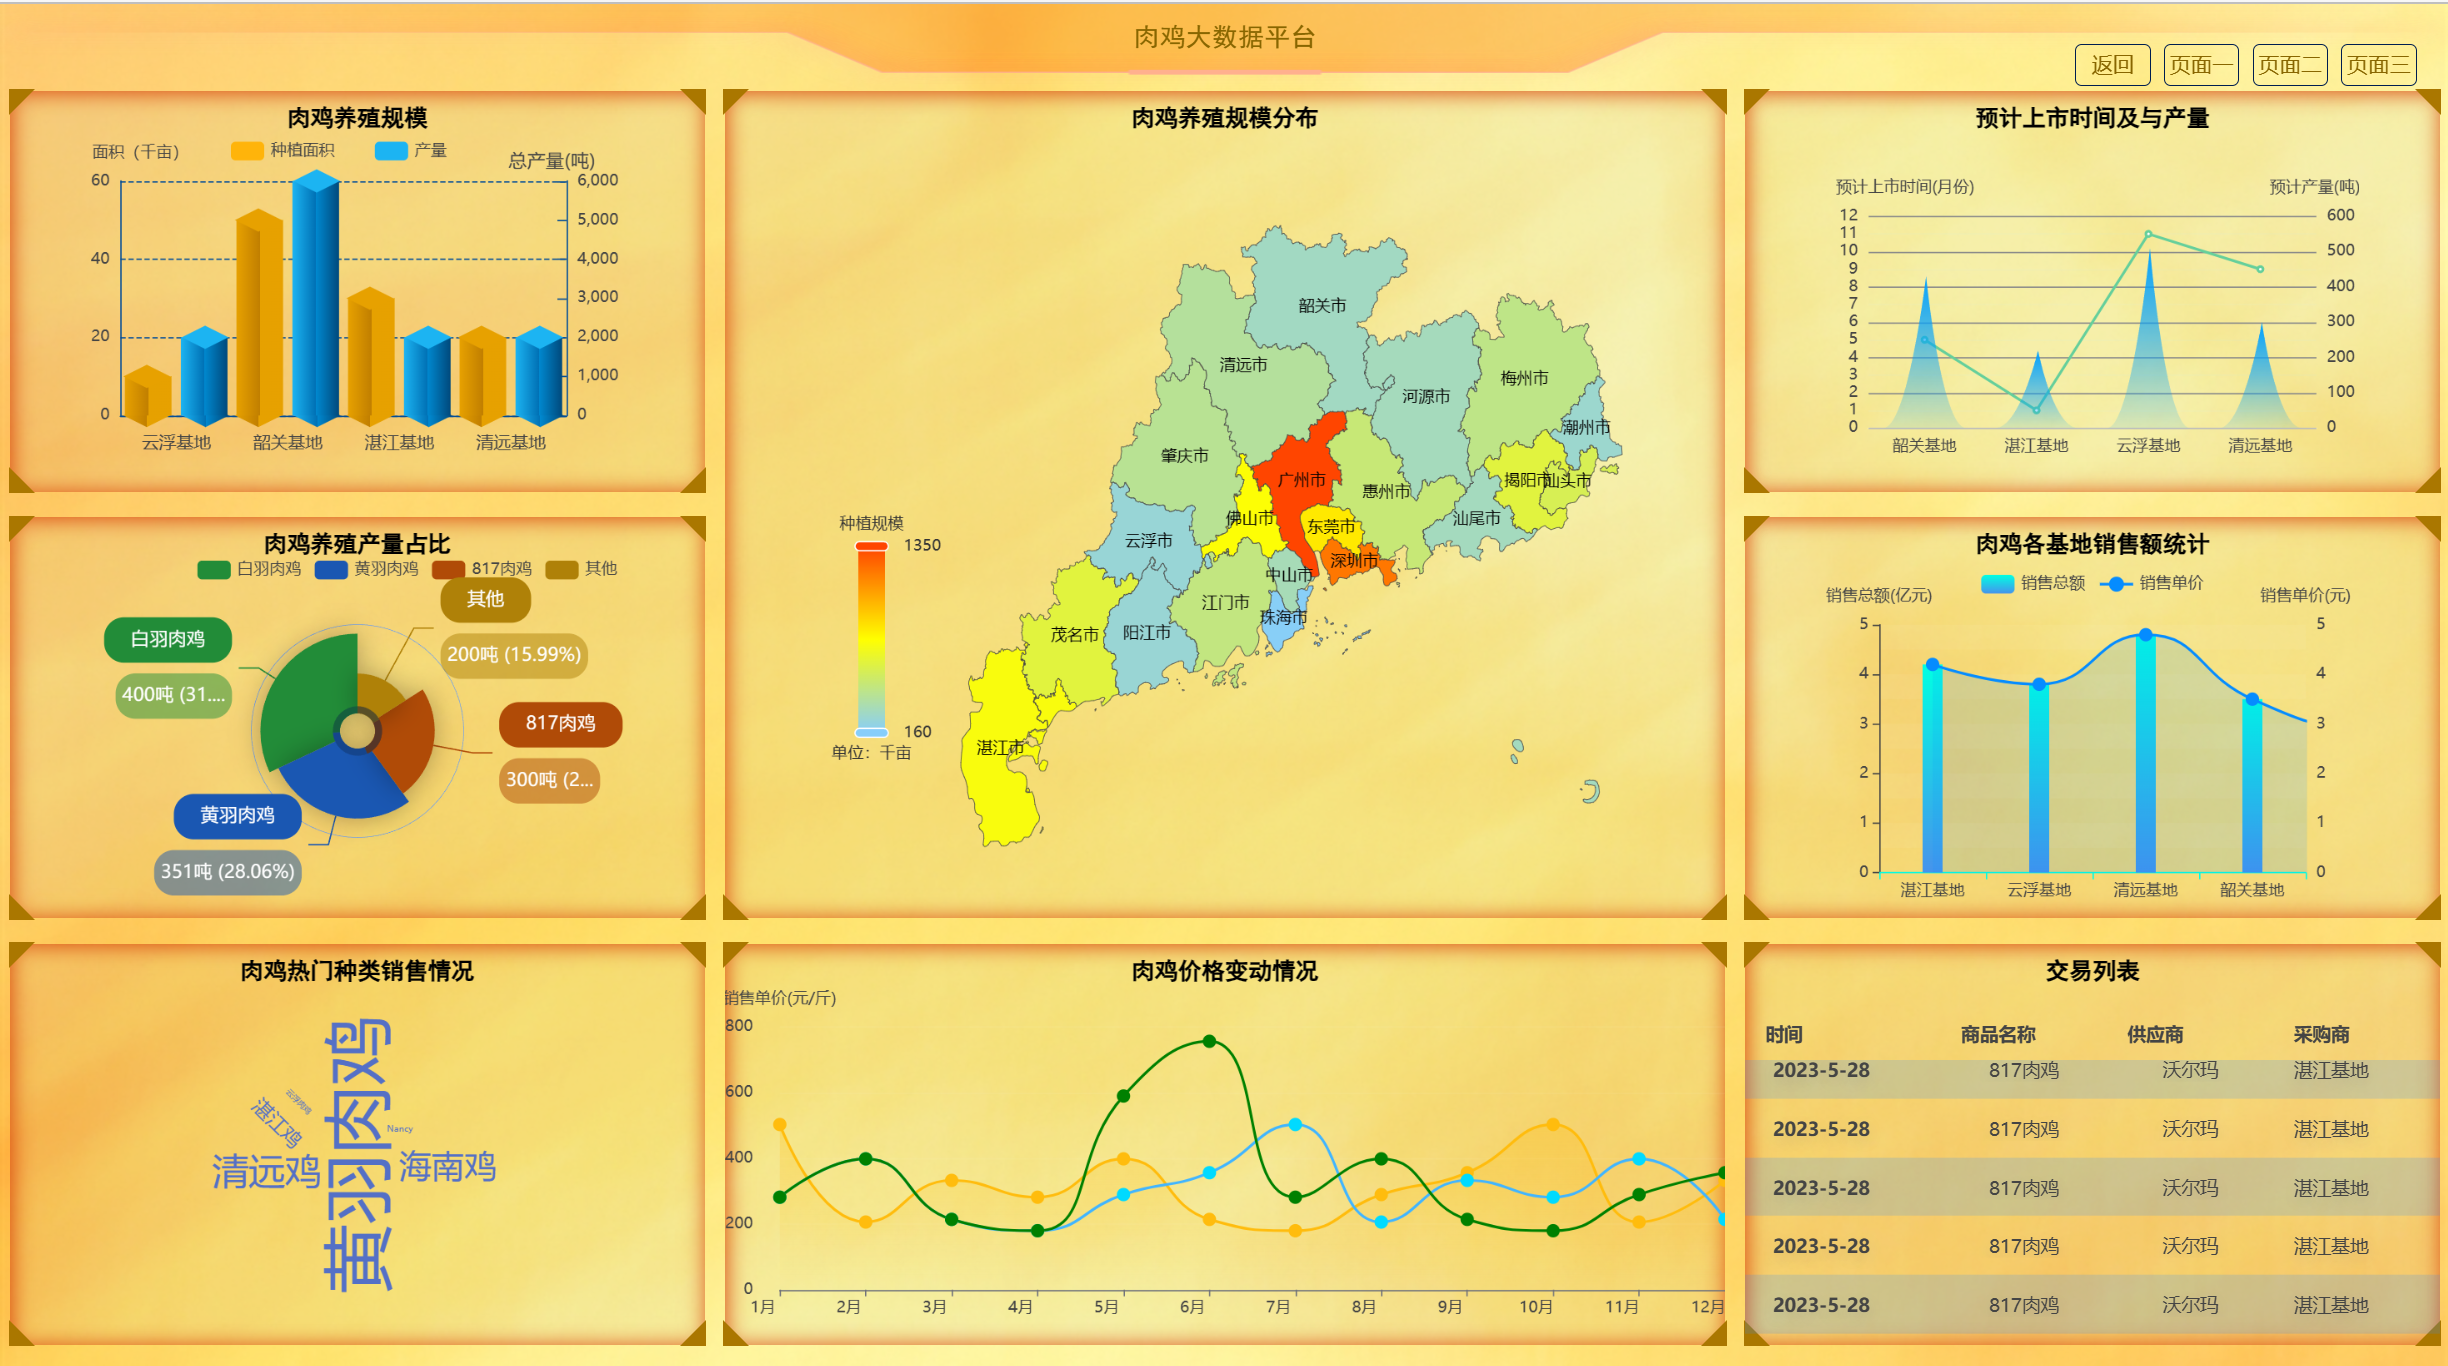 肉鸡大数据平台
返回
页面一
页面二
页面三
肉鸡养殖规模
面积（千亩）
种植面积
产量
总产量(吨)
60
40
20
0
6,000
5,000
4,000
3,000
2,000
1,000
0
云浮基地
韶关基地
湛江基地
清远基地
肉鸡养殖产量占比
白羽肉鸡
黄羽肉鸡
817肉鸡
其他
其他
200吨 (15.99%)
白羽肉鸡
400吨 (31....
817肉鸡
300吨 (2...
黄羽肉鸡
351吨 (28.06%)
肉鸡热门种类销售情况
黄羽肉鸡
云浮肉鸡
湛江鸡
Nancy
清远鸡
海南鸡
肉鸡养殖规模分布
韶关市
清远市
梅州市
河源市
潮州市
肇庆市
广州市
揭阳市
汕头市
惠州市
佛山市
东莞市
汕尾市
云浮市
深圳市
中山市
江门市
珠海市
茂名市
阳江市
湛江市
种植规模
1350
160
单位：千亩
肉鸡价格变动情况
销售单价(元/斤)
800
600
400
200
0
1月
2月
3月
4月
5月
6月
7月
8月
9月
10月
11月
12月
预计上市时间及与产量
预计上市时间(月份)
预计产量(吨)
12
11
10
9
8
7
6
5
4
3
2
1
0
600
500
400
300
200
100
0
韶关基地
湛江基地
云浮基地
清远基地
肉鸡各基地销售额统计
销售总额
销售单价
销售总额(亿元)
销售单价(元)
5
4
3
2
1
0
5
4
3
2
1
0
湛江基地
云浮基地
清远基地
韶关基地
交易列表
时间 商品名称 供应商 采购商
2023-5-28 817肉鸡 沃尔玛 湛江基地
2023-5-28 817肉鸡 沃尔玛 湛江基地
2023-5-28 817肉鸡 沃尔玛 湛江基地
2023-5-28 817肉鸡 沃尔玛 湛江基地
2023-5-28 817肉鸡 沃尔玛 湛江基地